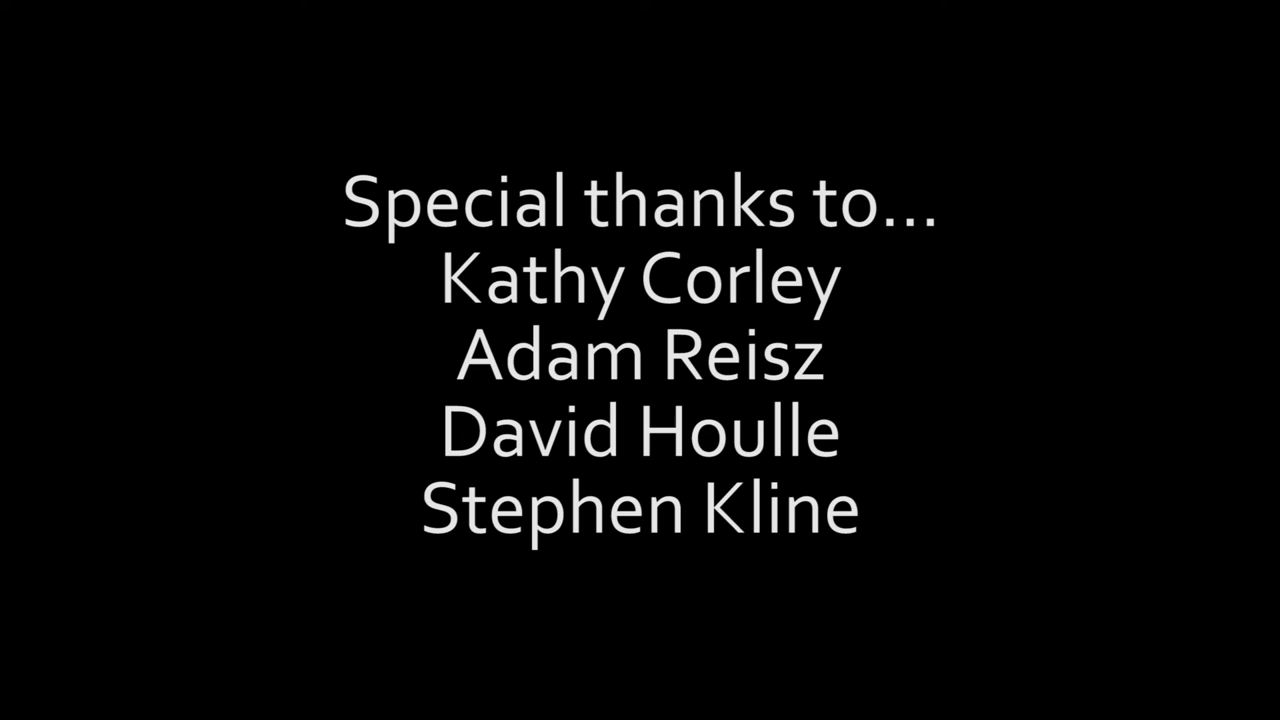 Special thanks to...
Kathy Corley
Adam Reisz
David Houlle
Stephen Kline